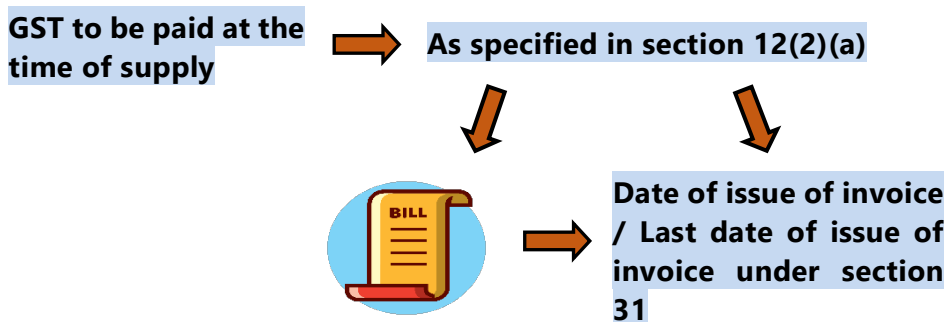 GST to be paid at the
time of supply
As specified in section 12(2)(a)
BILL
Date of issue of invoice
/ Last date of issue of
invoice under section
31